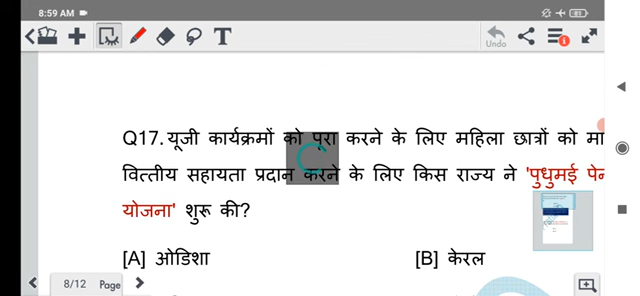 8:59 AM
81
T
Undo
Q17. यूजी कार्यक्रमों को पूरा करने के लिए महिला छात्रों को
वित्तीय सहायता प्रदान करने के लिए किस राज्य ने 'पुधुमई
योजना' शुरू की?
[A] ओडिशा
[B] केरल
8/12 Page